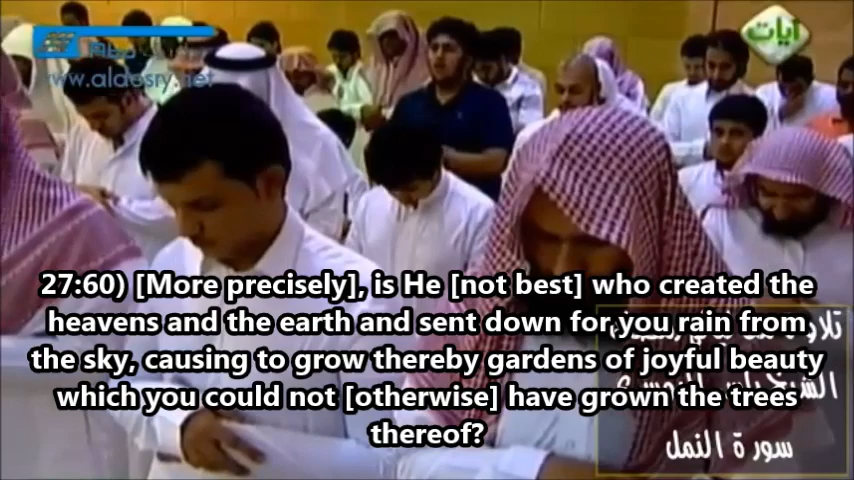 آيات
www.aldosry.net
27:60) [More precisely], is He [not best] who created the
heavens and the earth and sent down for you rain from
the sky, causing to grow thereby gardens of joyful beauty
which you could not [otherwise] have grown the trees
thereof?
سورة النمل